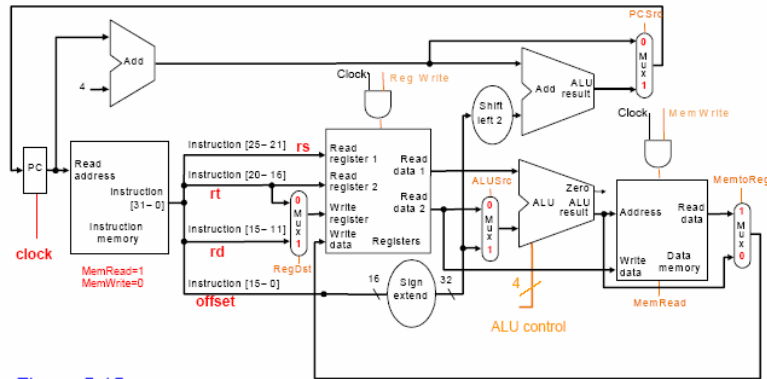 PCSrc
0
M
u
x
1
Add
4
Clock
Reg Write
Add
ALU
result
Shift
left 2
Clock
MemWrite
PC
Read
address
Instruction
[31-0]
Instruction
memory
Instruction [25-21]
rs
Instruction [20-16]
rt
Instruction [15-11]
rd
Instruction [15-0]
offset
0
M
u
x
1
RegDst
Read
register 1
Read
register 2
Write
register
Write
data
Read
data 1
Read
data 2
Registers
ALUSrc
0
M
u
x
1
Zero
ALU
ALU
result
Address
Write
data
Read
data
Data
memory
MemtoReg
1
M
u
x
0
MemRead
clock
MemRead=1
MemWrite=0
16
Sign
extend
32
4
ALU control